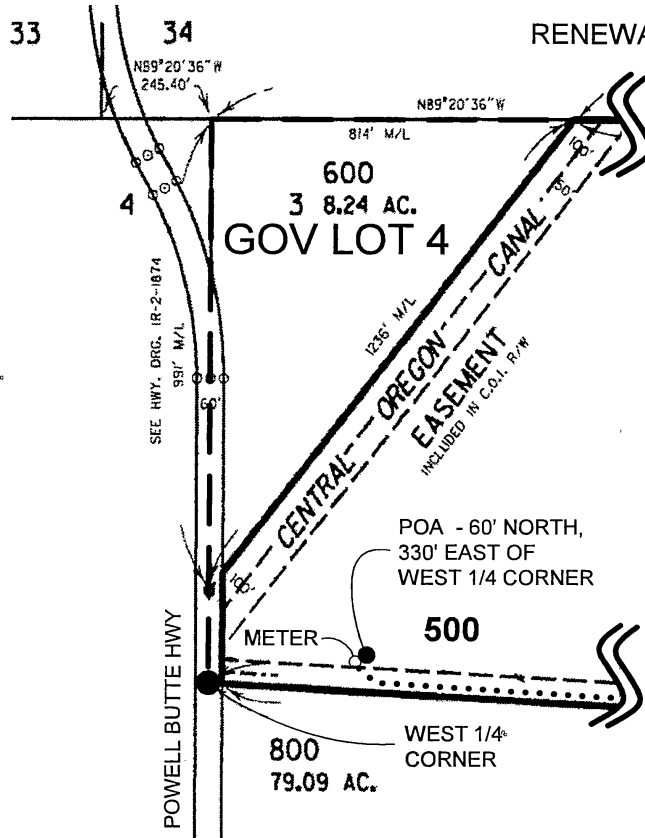 33
34
RENEWA
N89°20'36"W
245.40'
N89°20'36"W
814' M/L
100'
50'
600
3 8.24 AC.
4
GOV LOT 4
SEE HWY. DRG. 1R-2-1874
991' M/L
60'
1236' M/L
CENTRAL OREGON CANAL
EASEMENT
INCLUDED IN C.O.I. R/W
100'
POA - 60' NORTH,
330' EAST OF
WEST 1/4 CORNER
METER
500
POWELL BUTTE HWY
WEST 1/4
CORNER
800
79.09 AC.